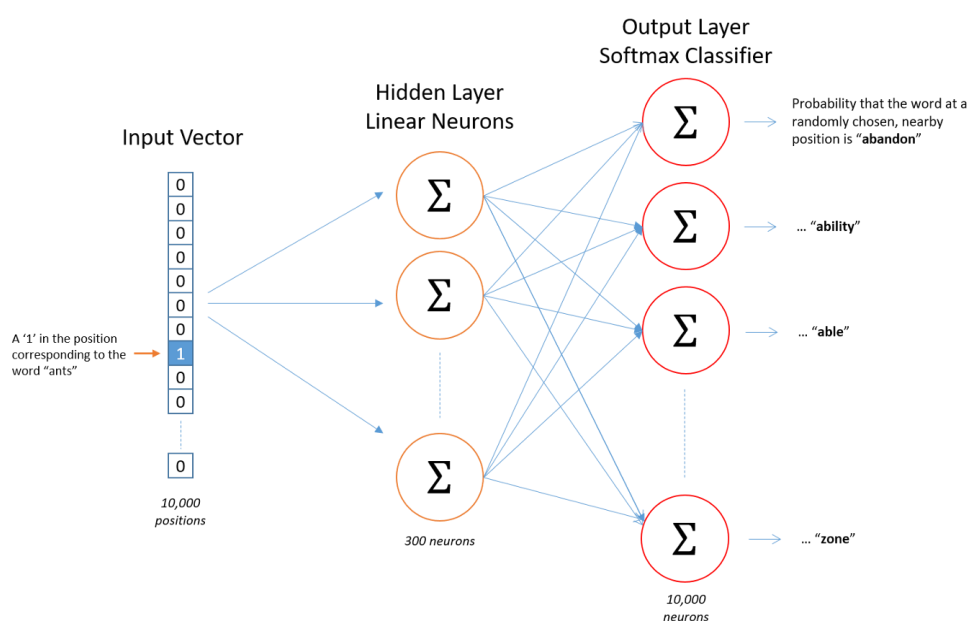 Output Layer
Softmax Classifier
Hidden Layer
Linear Neurons
Input Vector
Probability that the word at a
randomly chosen, nearby
position is “abandon”
Σ
Σ
Σ
Σ
Σ
Σ
Σ
0
0
0
0
0
0
0
1
0
0
0
… “ability”
… “able”
A ‘1’ in the position
corresponding to the
word “ants”
10,000
positions
300 neurons
… “zone”
10,000
neurons